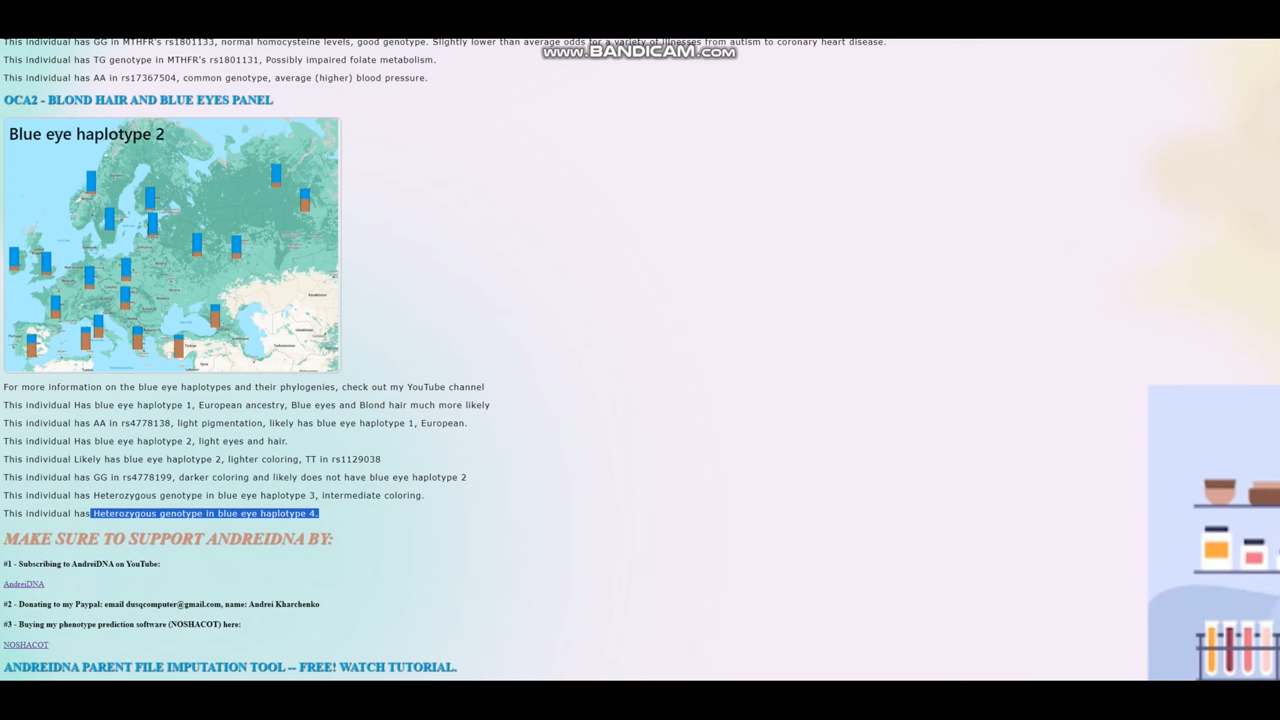 This individual has GG in MTHFR's rs1801133, normal homocysteine levels, good genotype. Slightly lower than average odds for a variety of illnesses from autism to coronary heart disease.
www.BANDICAM.com
This individual has TG genotype in MTHFR's rs1801131, Possibly impaired folate metabolism.
This individual has AA in rs17367504, common genotype, average (higher) blood pressure.
OCA2 - BLOND HAIR AND BLUE EYES PANEL
Blue eye haplotype 2
For more information on the blue eye haplotypes and their phylogenies, check out my YouTube channel
This individual Has blue eye haplotype 1, European ancestry, Blue eyes and Blond hair much more likely
This individual has AA in rs4778138, light pigmentation, likely has blue eye haplotype 1, European.
This individual Has blue eye haplotype 2, light eyes and hair.
This individual Likely has blue eye haplotype 2, lighter coloring, TT in rs1129038
This individual has GG in rs4778199, darker coloring and likely does not have blue eye haplotype 2
This individual has Heterozygous genotype in blue eye haplotype 3, intermediate coloring.
This individual has Heterozygous genotype in blue eye haplotype 4.
MAKE SURE TO SUPPORT ANDREIDNA BY:
#1 - Subscribing to AndreiDNA on YouTube:
AndreiDNA
#2 - Donating to my Paypal: email dusqcomputer@gmail.com, name: Andrei Kharchenko
#3 - Buying my phenotype prediction software (NOSHACOT) here:
NOSHACOT
ANDREIDNA PARENT FILE IMPUTATION TOOL -- FREE! WATCH TUTORIAL.